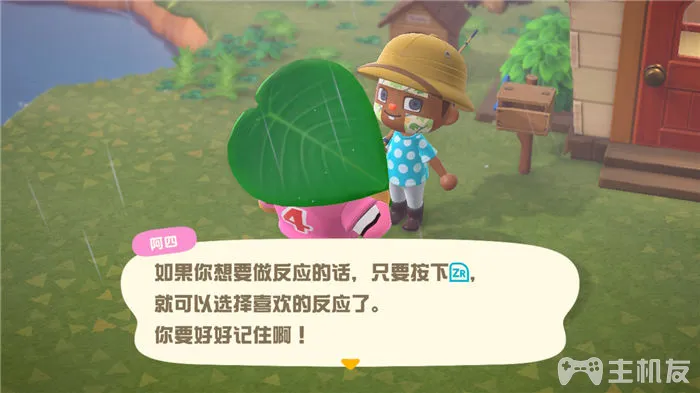 4
阿四
如果你想要做反应的话，只要按下ZR，
就可以选择喜欢的反应了。
你要好好记住啊！
主机友